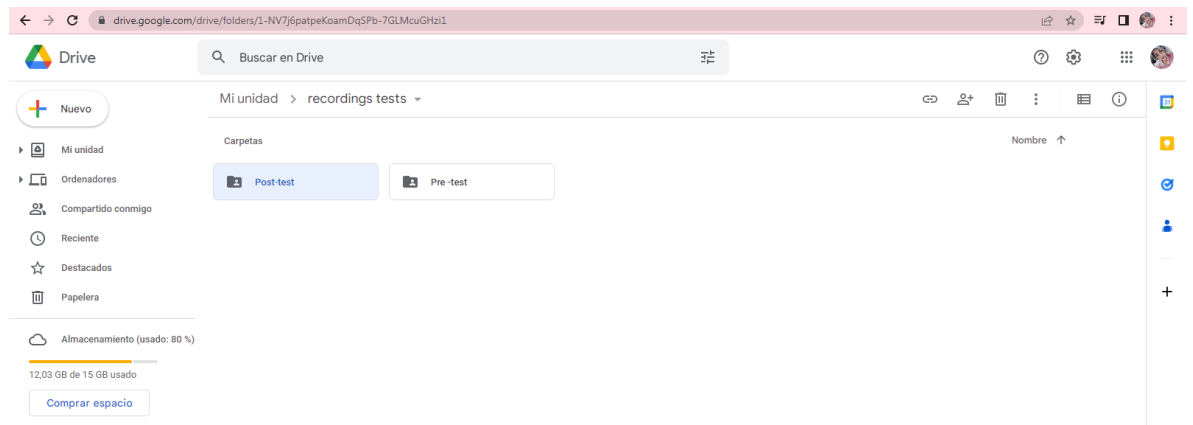 drive.google.com/drive/folders/1-NV7j6patpeKoamDqSPb-7GLMcuGHzi1
Drive
Buscar en Drive
Nuevo
Mi unidad > recordings tests
Carpetas
Nombre
Mi unidad
Post-test
Pre -test
Ordenadores
Compartido conmigo
Reciente
Destacados
Papelera
Almacenamiento (usado: 80 %)
12,03 GB de 15 GB usado
Comprar espacio
31